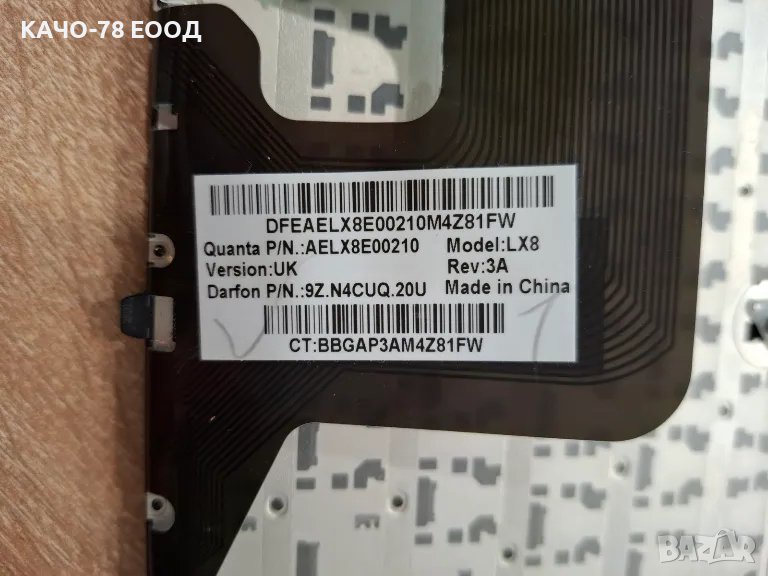 КАЧО-78 ЕООД
DFEAELX8E00210M4Z81FW
Quanta P/N.:AELX8E00210 Model:LX8
Version:UK Rev:3A
Darfon P/N.:9Z.N4CUQ.20U Made in China
CT:BBGAP3AM4Z81FW
BAZAR